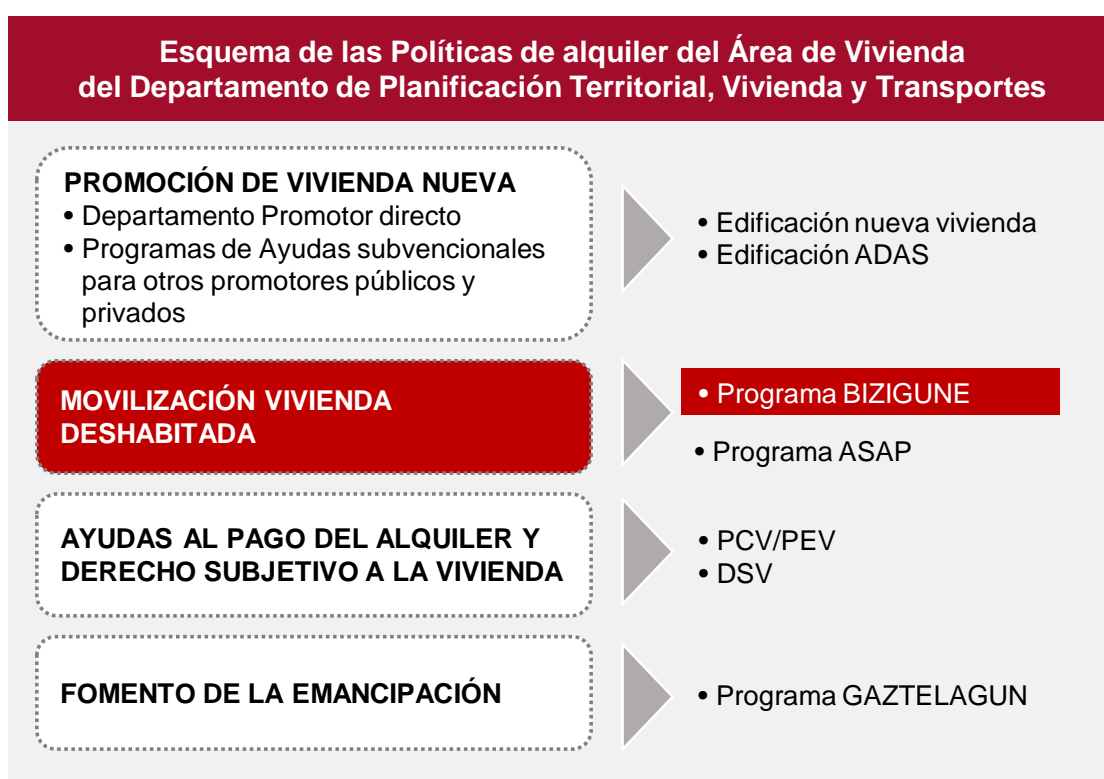 Esquema de las Políticas de alquiler del Área de Vivienda
del Departamento de Planificación Territorial, Vivienda y Transportes
PROMOCIÓN DE VIVIENDA NUEVA
• Departamento Promotor directo
• Programas de Ayudas subvencionales
para otros promotores públicos y
privados
• Edificación nueva vivienda
• Edificación ADAS
MOVILIZACIÓN VIVIENDA
DESHABITADA
• Programa BIZIGUNE
• Programa ASAP
AYUDAS AL PAGO DEL ALQUILER Y
DERECHO SUBJETIVO A LA VIVIENDA
• PCV/PEV
• DSV
FOMENTO DE LA EMANCIPACIÓN
• Programa GAZTELAGUN